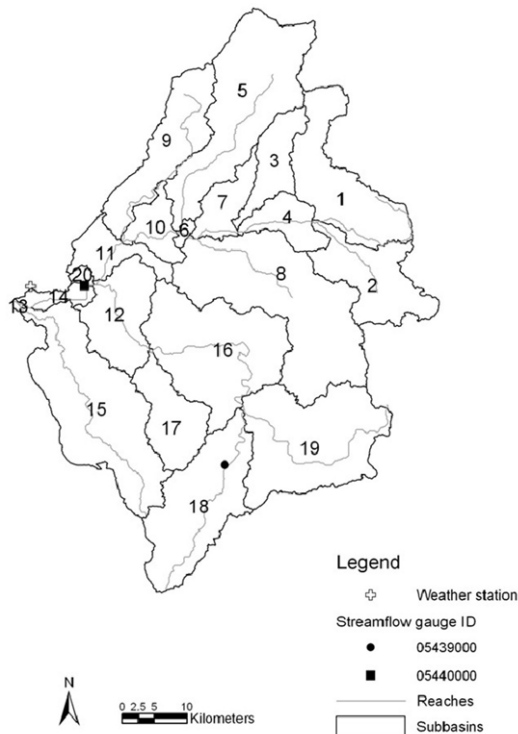 5
9
3
1
7
4
6
10
11
8
2
20
14
13
12
16
15
17
19
18
Legend
Weather station
Streamflow gauge ID
05439000
05440000
Reaches
Subbasins
N
0 2.5 5 10
Kilometers